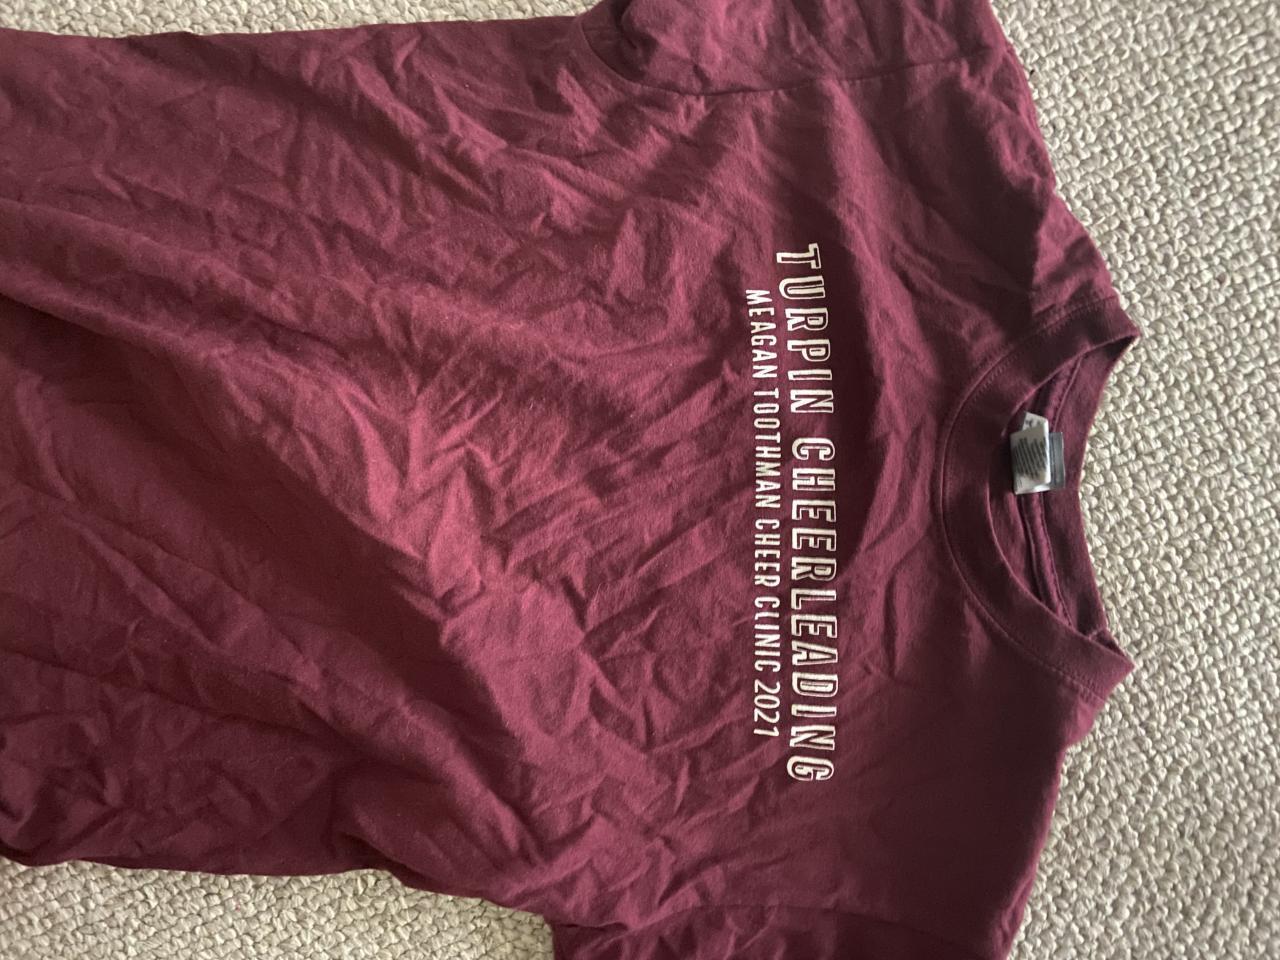 TURPIN CHEERLEADING
MEAGAN TOOTHMAN CHEER CLINIC 2021